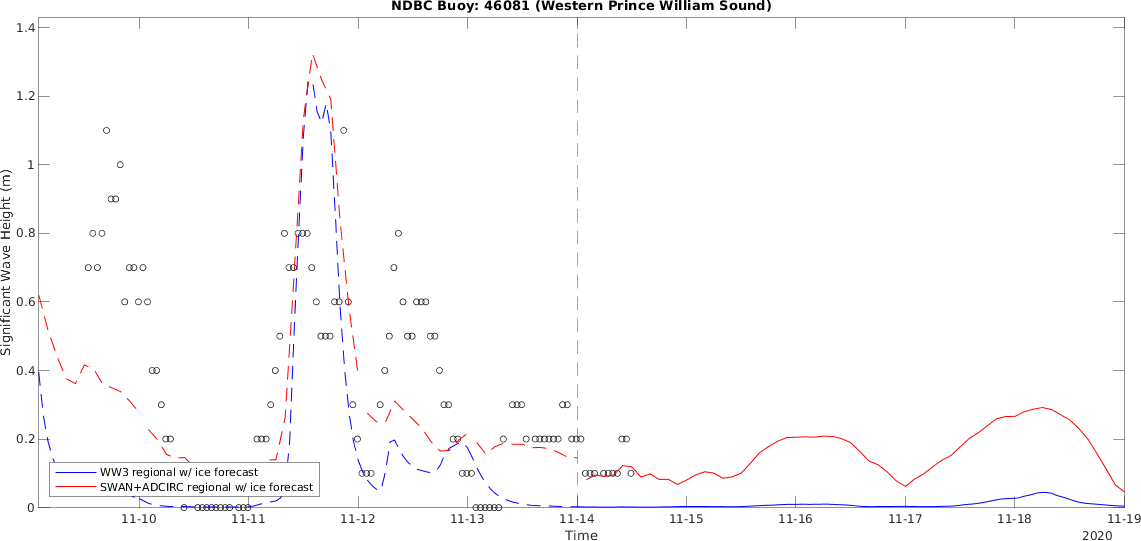 NDBC Buoy: 46081 (Western Prince William Sound)
Significant Wave Height (m)
1.4
1.2
1
0.8
0.6
0.4
0.2
0
WW3 regional w/ ice forecast
SWAN+ADCIRC regional w/ ice forecast
11-10 11-11 11-12 11-13 11-14 11-15 11-16 11-17 11-18 11-19
Time
2020